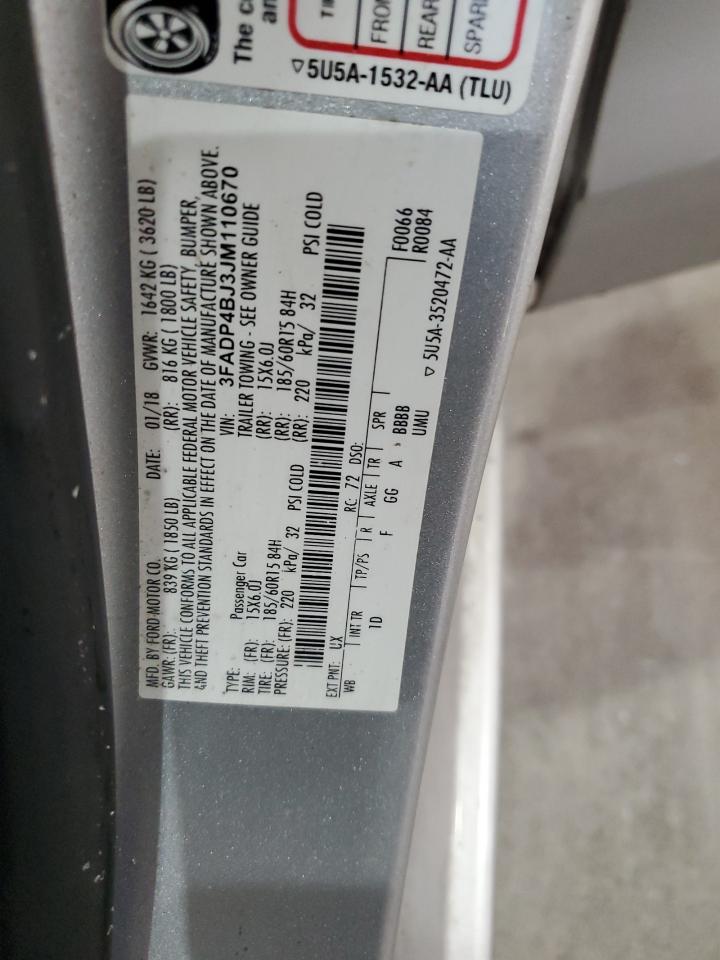 The c
an
TI
FRO
REAR
SPAR
▽5U5A-1532-AA (TLU)
MFD. BY FORD MOTOR CO. DATE: 01/18 GVWR: 1642 KG ( 3620 LB)
GAWR: (FR): 839 KG ( 1850 LB) (RR): 816 KG ( 1800 LB)
THIS VEHICLE CONFORMS TO ALL APPLICABLE FEDERAL MOTOR VEHICLE SAFETY, BUMPER,
AND THEFT PREVENTION STANDARDS IN EFFECT ON THE DATE OF MANUFACTURE SHOWN ABOVE.
VIN: 3FADP4BJ3JM110670
TYPE: Passenger Car TRAILER TOWING - SEE OWNER GUIDE
RIM: (FR): 15X6.0J (RR): 15X6.0J
TIRE: (FR): 185/60R15 84H (RR): 185/60R15 84H
PRESSURE: (FR): 220 kPa/ 32 PSI COLD (RR): 220 kPa/ 32 PSI COLD
EXT PNT: UX RC: 72 DSO:
WB INT TR TP/PS R AXLE TR SPR F0066
1D F GG A BBBB R0084
UMU
▽ 5U5A-3520472-AA